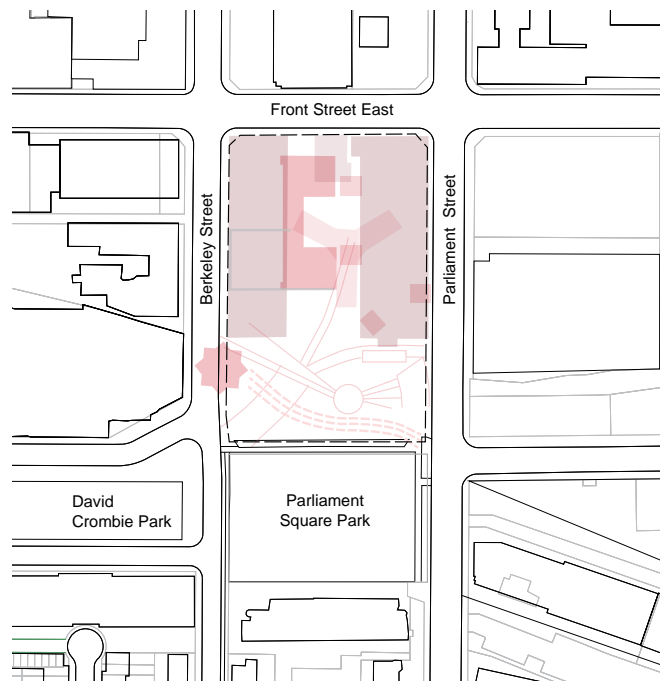 Front Street East
Berkeley Street
Parliament Street
David
Crombie Park
Parliament
Square Park